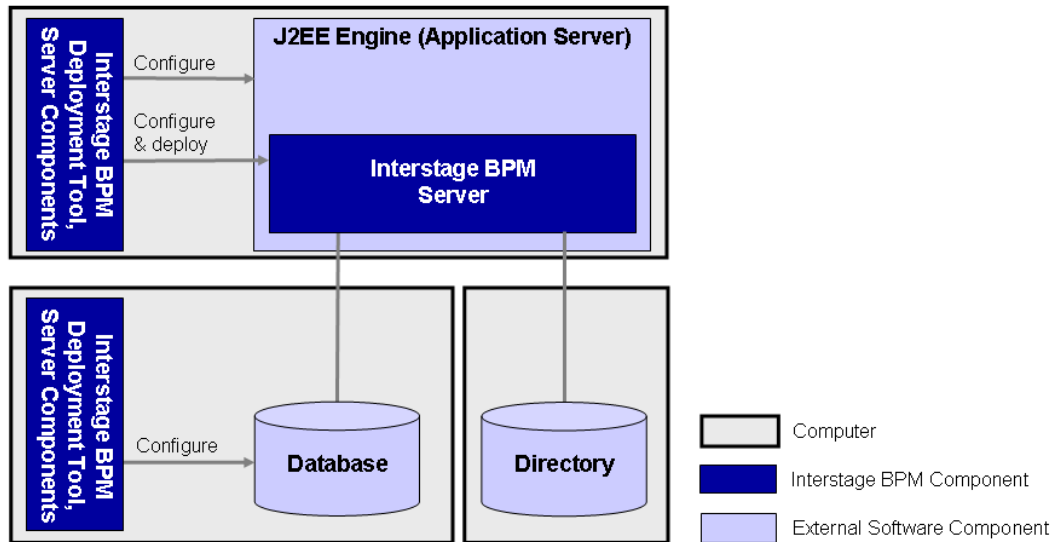 Interstage BPM
Deployment Tool,
Server Components
Configure
Configure
& deploy
J2EE Engine (Application Server)
Interstage BPM
Server
Interstage BPM
Deployment Tool,
Server Components
Configure
Database
Directory
Computer
Interstage BPM Component
External Software Component